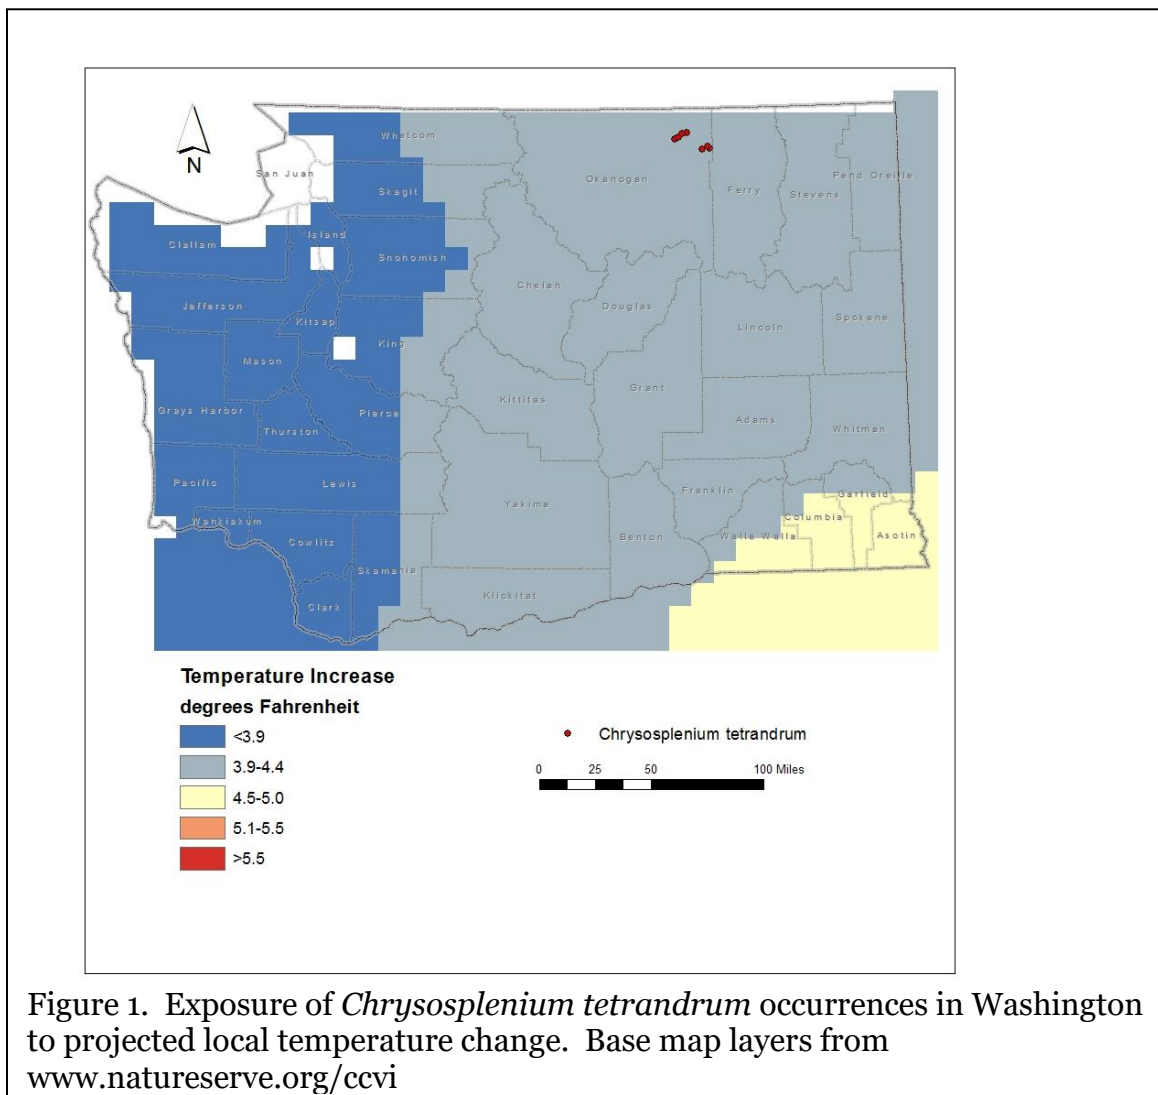 N
San Juan
Whatcom
Skagit
Okanogan
Ferry
Stevens
Pend Oreille
Clallam
Island
Snohomish
Chelan
Jefferson
Kitsap
Douglas
Lincoln
Spokane
King
Mason
Grant
Kittitas
Grays Harbor
Pierce
Adams
Whitman
Thurston
Pacific
Lewis
Yakima
Franklin
Garfield
Columbia
Wahkiakum
Cowlitz
Benton
Walla Walla
Asotin
Skamania
Klickitat
Clark
Temperature Increase
degrees Fahrenheit
<3.9
3.9-4.4
4.5-5.0
5.1-5.5
>5.5
Chrysosplenium tetrandrum
0 25 50 100 Miles
Figure 1.  Exposure of Chrysosplenium tetrandrum occurrences in Washington
to projected local temperature change.  Base map layers from
www.natureserve.org/ccvi